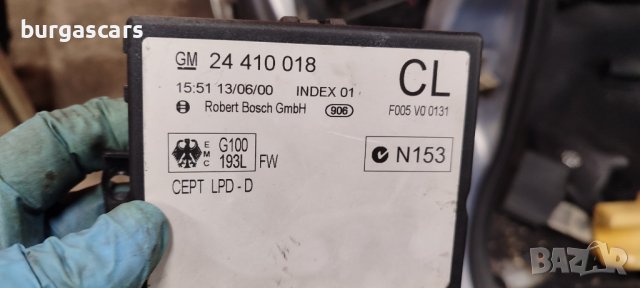 burgascars
GM 24 410 018
CL
15:51 13/06/00 INDEX 01
Robert Bosch GmbH 906
F005 V0 0131
EMC
G100
193L FW
N153
CEPT LPD - D
BAZAR